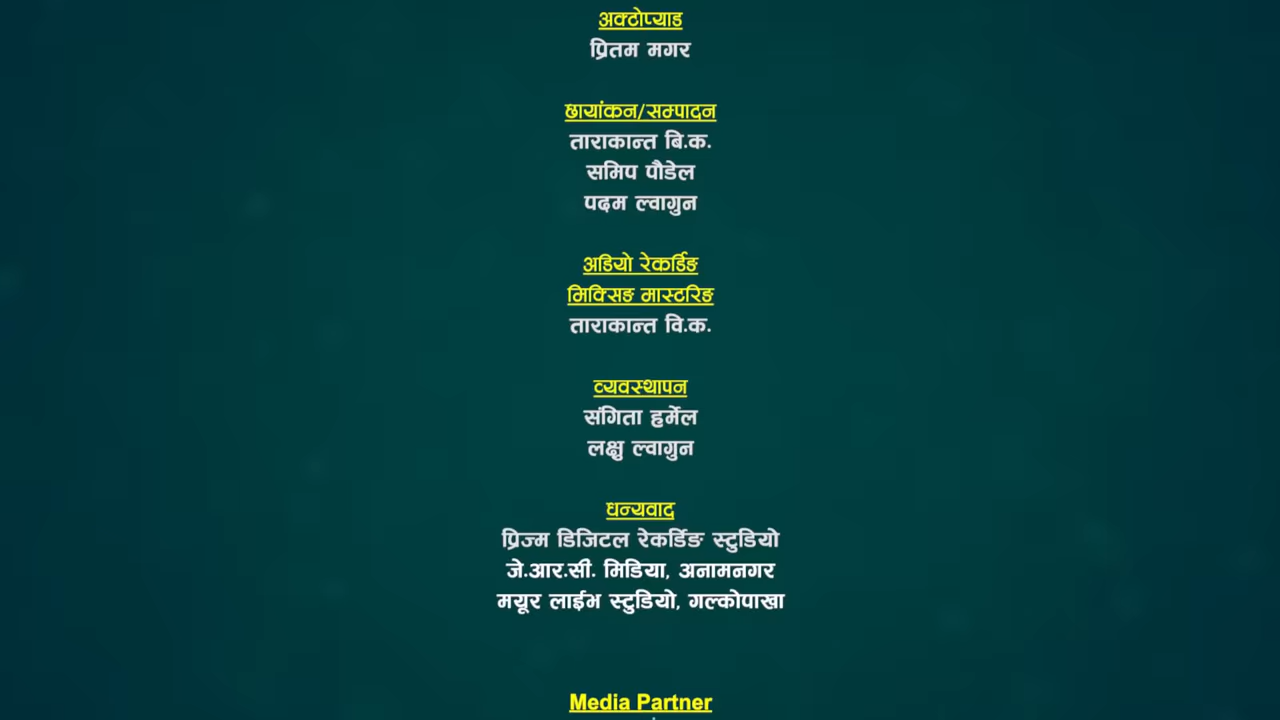 अक्टोप्याड
प्रितम मगर
छायांकन/सम्पादन
ताराकान्त बि.क.
समिप पौडेल
पदम ल्वागुन
अडियो रेकर्डिङ
मिक्सिङ मास्टरिङ
ताराकान्त वि.क.
व्यवस्थापन
संगिता हृर्मेल
लक्षु ल्वागुन
धन्यवाद
प्रिज्म डिजिटल रेकर्डिङ स्टुडियो
जे.आर.सी. मिडिया, अनामनगर
मयूर लाईभ स्टुडियो, गल्कोपाखा
Media Partner